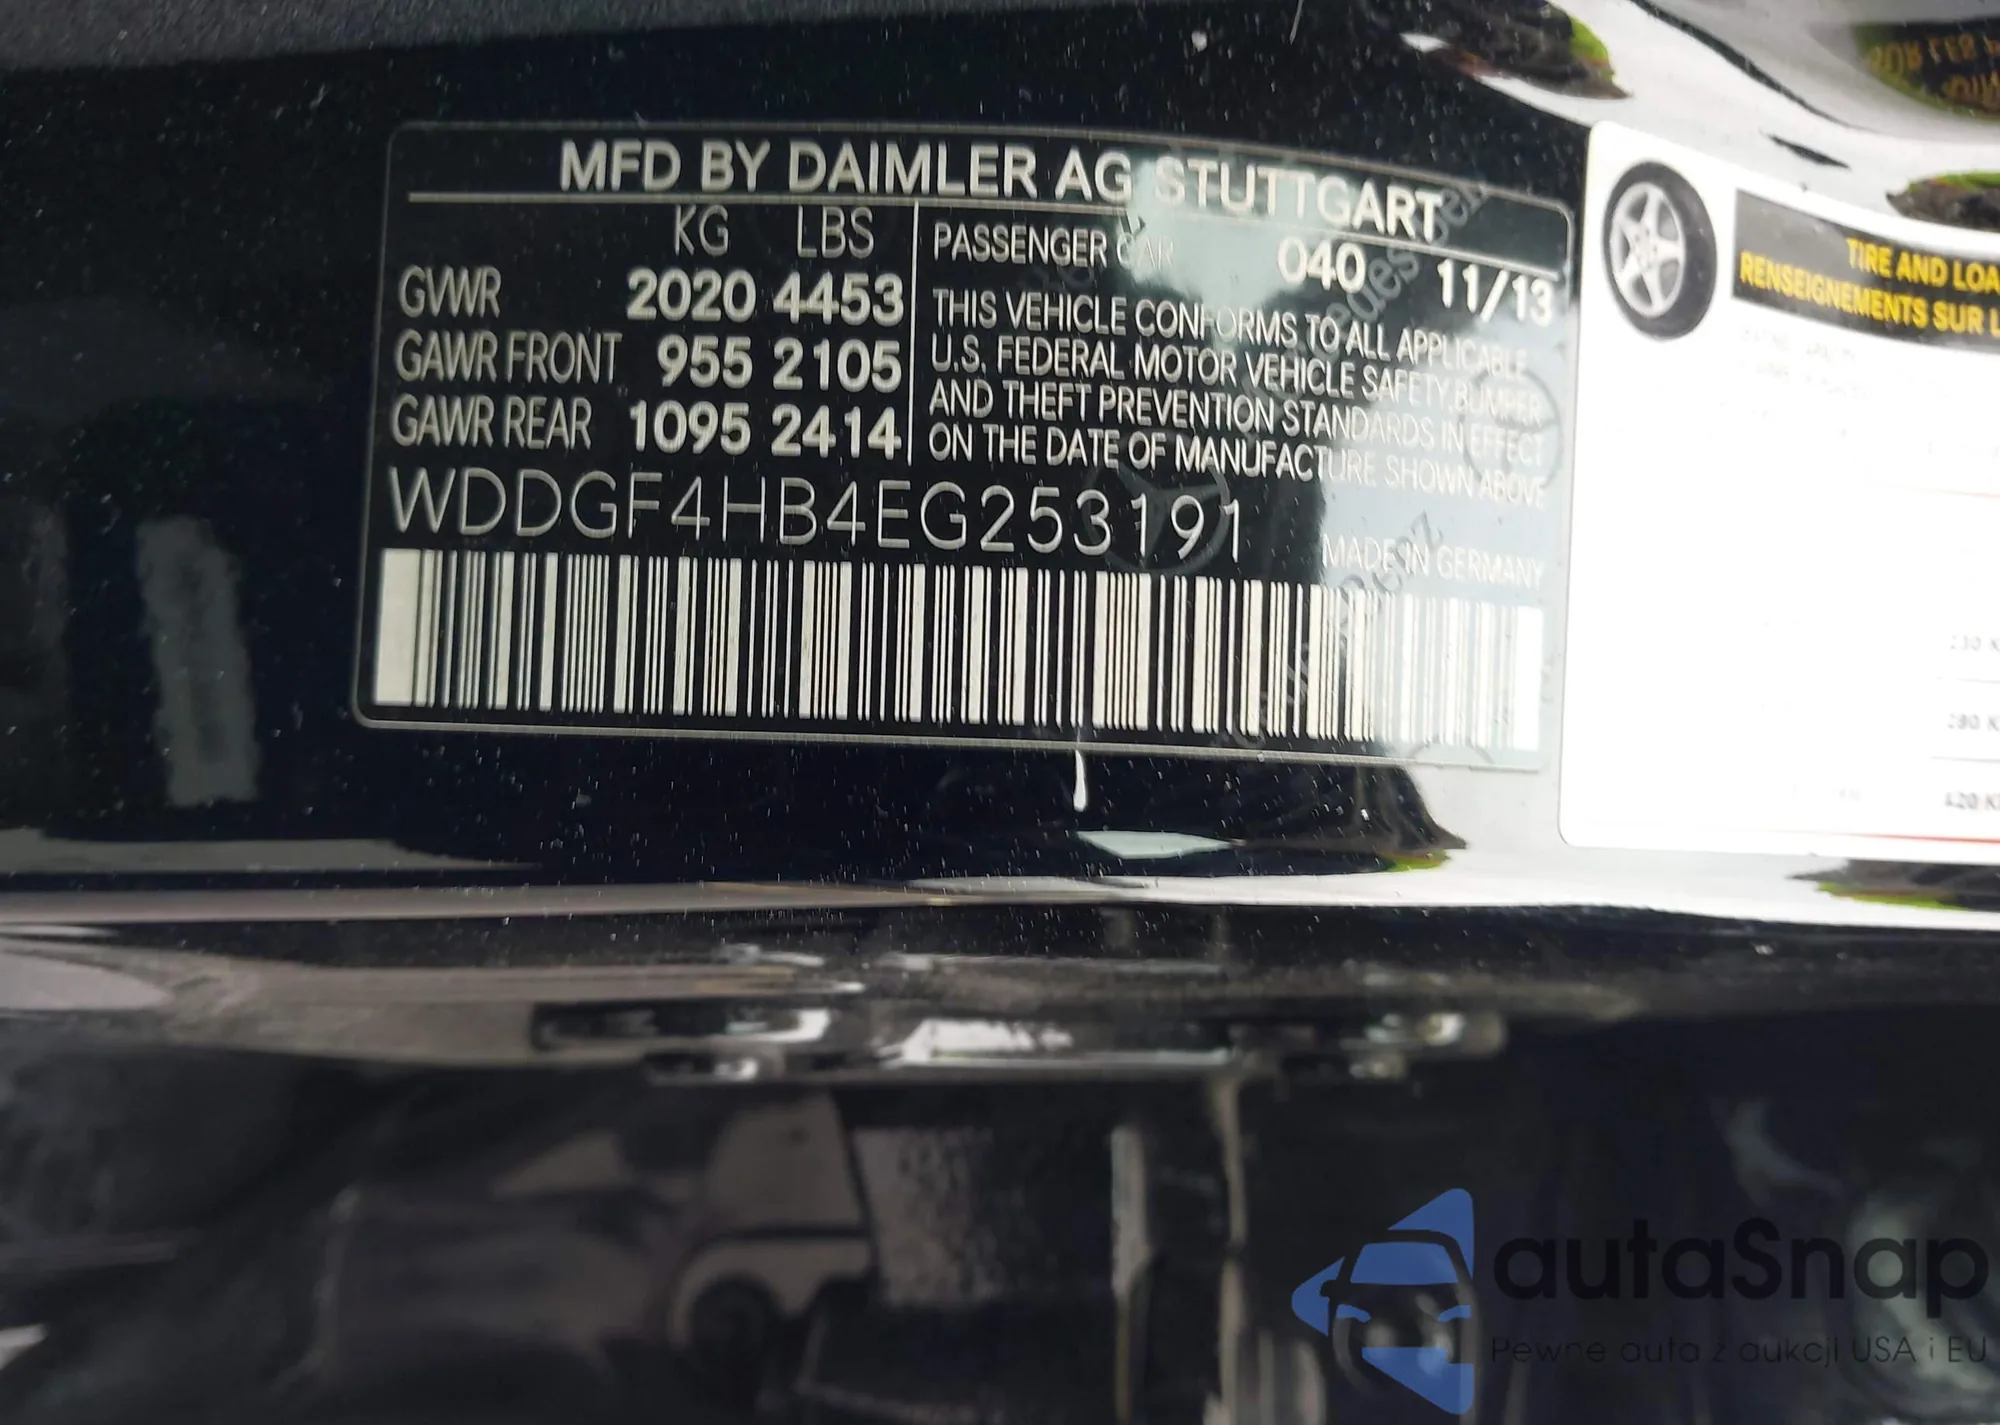 MFD BY DAIMLER AG STUTTGART
KG LBS
GVWR 2020 4453
GAWR FRONT 955 2105
GAWR REAR 1095 2414
PASSENGER CAR 040 11/13
THIS VEHICLE CONFORMS TO ALL APPLICABLE
U.S. FEDERAL MOTOR VEHICLE SAFETY, BUMPER
AND THEFT PREVENTION STANDARDS IN EFFECT
ON THE DATE OF MANUFACTURE SHOWN ABOVE
WDDGF4HB4EG253191
MADE IN GERMANY
TIRE AND LOA
RENSEIGNEMENTS SUR L
autaSnap
Pewne auta z aukcji USA i EU